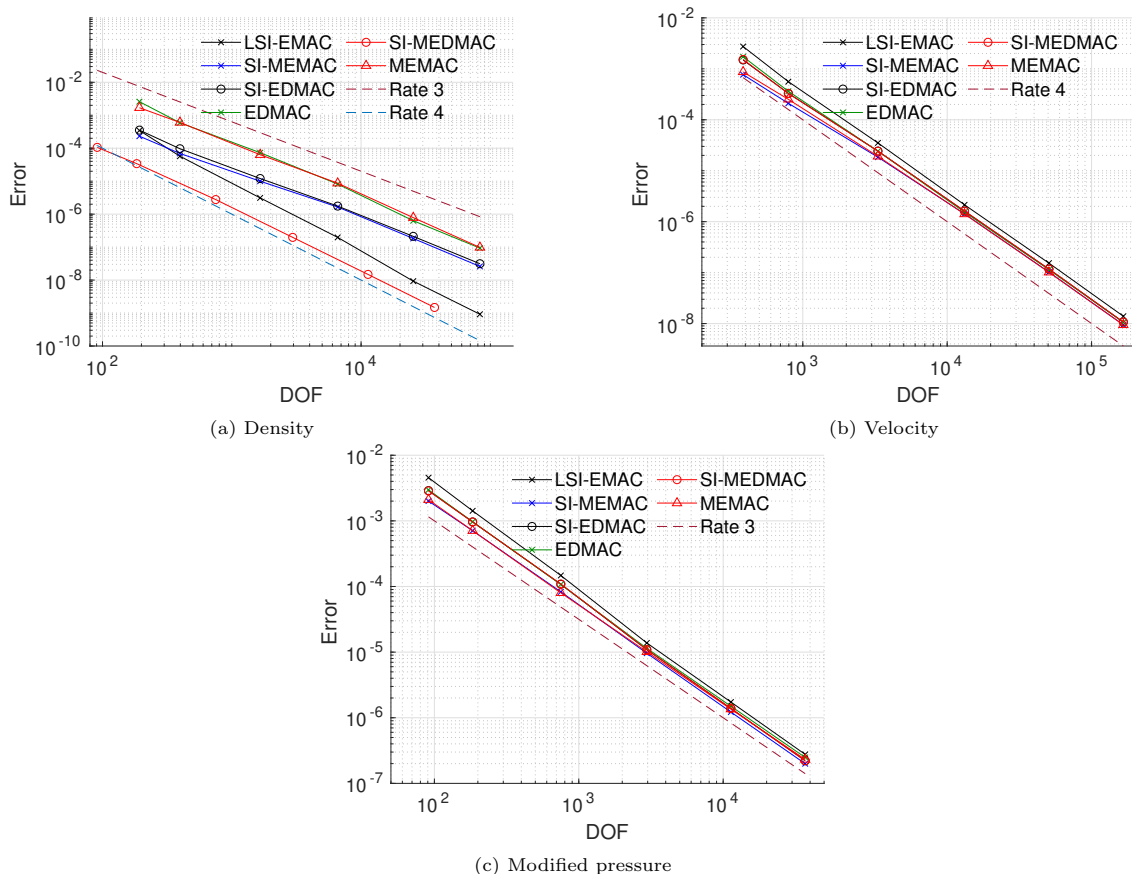 10^-2
10^-4
10^-6
10^-8
10^-10
Error
10^2
10^4
DOF
LSI-EMAC
SI-MEMAC
SI-EDMAC
EDMAC
SI-MEDMAC
MEMAC
Rate 3
Rate 4
(a) Density
10^-2
10^-4
10^-6
10^-8
Error
10^3
10^4
10^5
DOF
LSI-EMAC
SI-MEMAC
SI-EDMAC
EDMAC
SI-MEDMAC
MEMAC
Rate 4
(b) Velocity
10^-2
10^-3
10^-4
10^-5
10^-6
10^-7
Error
10^2
10^3
10^4
DOF
LSI-EMAC
SI-MEMAC
SI-EDMAC
EDMAC
SI-MEDMAC
MEMAC
Rate 3
(c) Modified pressure